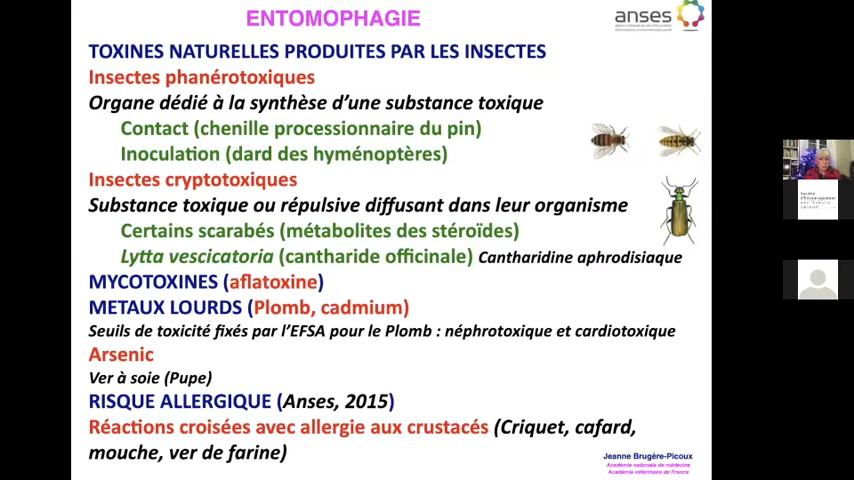 ENTOMOPHAGIE
anses
TOXINES NATURELLES PRODUITES PAR LES INSECTES
Insectes phanérotoxiques
Organe dédié à la synthèse d'une substance toxique
Contact (chenille processionnaire du pin)
Inoculation (dard des hyménoptères)
Insectes cryptotoxiques
Substance toxique ou répulsive diffusant dans leur organisme
Certains scarabés (métabolites des stéroïdes)
Lytta vescicatoria (cantharide officinale) Cantharidine aphrodisiaque
MYCOTOXINES (aflatoxine)
METAUX LOURDS (Plomb, cadmium)
Seuils de toxicité fixés par l'EFSA pour le Plomb : néphrotoxique et cardiotoxique
Arsenic
Ver à soie (Pupe)
RISQUE ALLERGIQUE (Anses, 2015)
Réactions croisées avec allergie aux crustacés (Criquet, cafard,
mouche, ver de farine)
Jeanne Brugère-Picoux
Académie nationale de médecine
Académie vétérinaire de France
Société
d'Encouragement